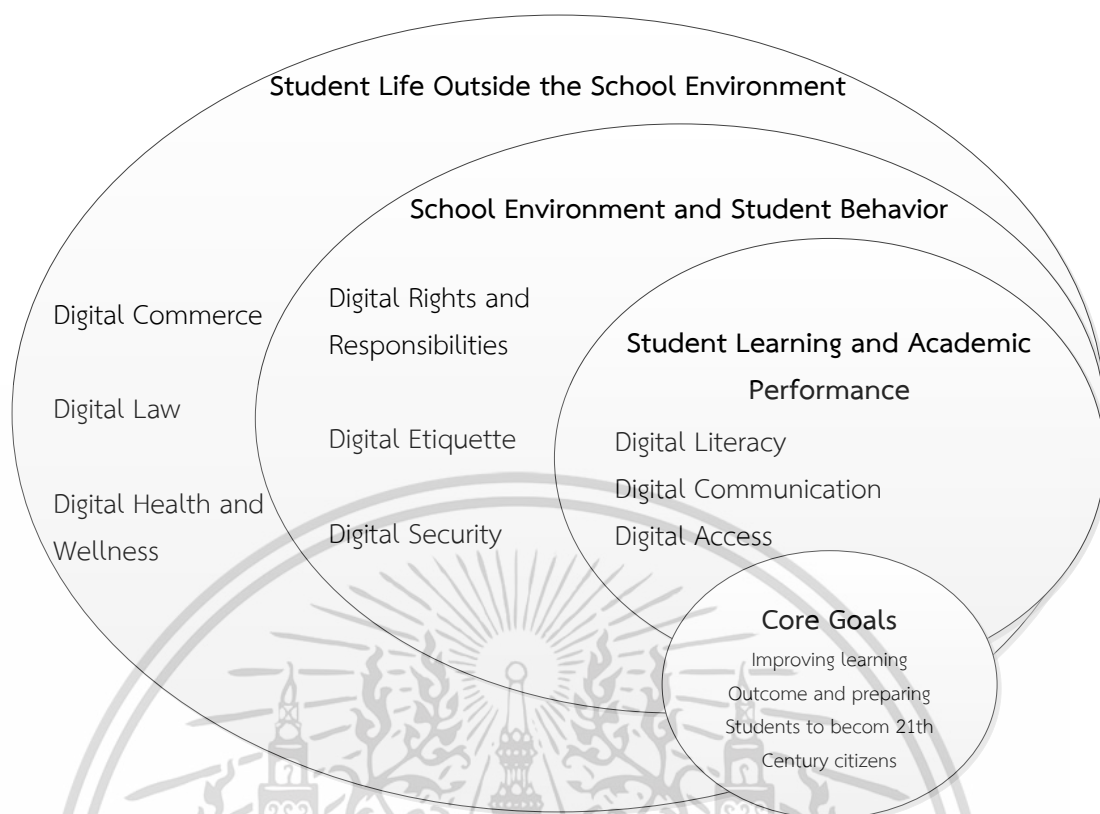 Student Life Outside the School Environment
School Environment and Student Behavior
Digital Commerce
Digital Law
Digital Health and
Wellness
Digital Rights and
Responsibilities
Digital Etiquette
Digital Security
Student Learning and Academic
Performance
Digital Literacy
Digital Communication
Digital Access
Core Goals
Improving learning
Outcome and preparing
Students to becom 21th
Century citizens